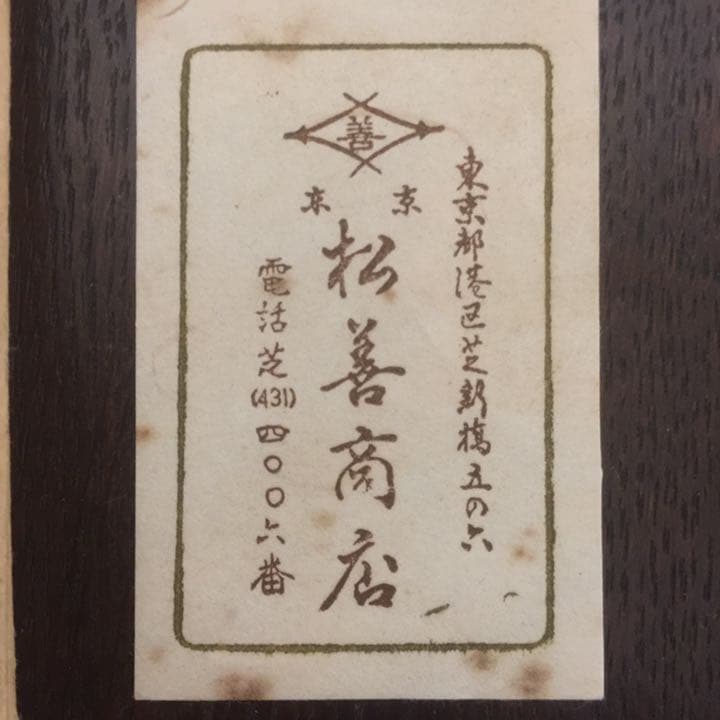 善
東京都港区芝新橋五の六
東京
松善商店
電話芝(431)四〇〇六番